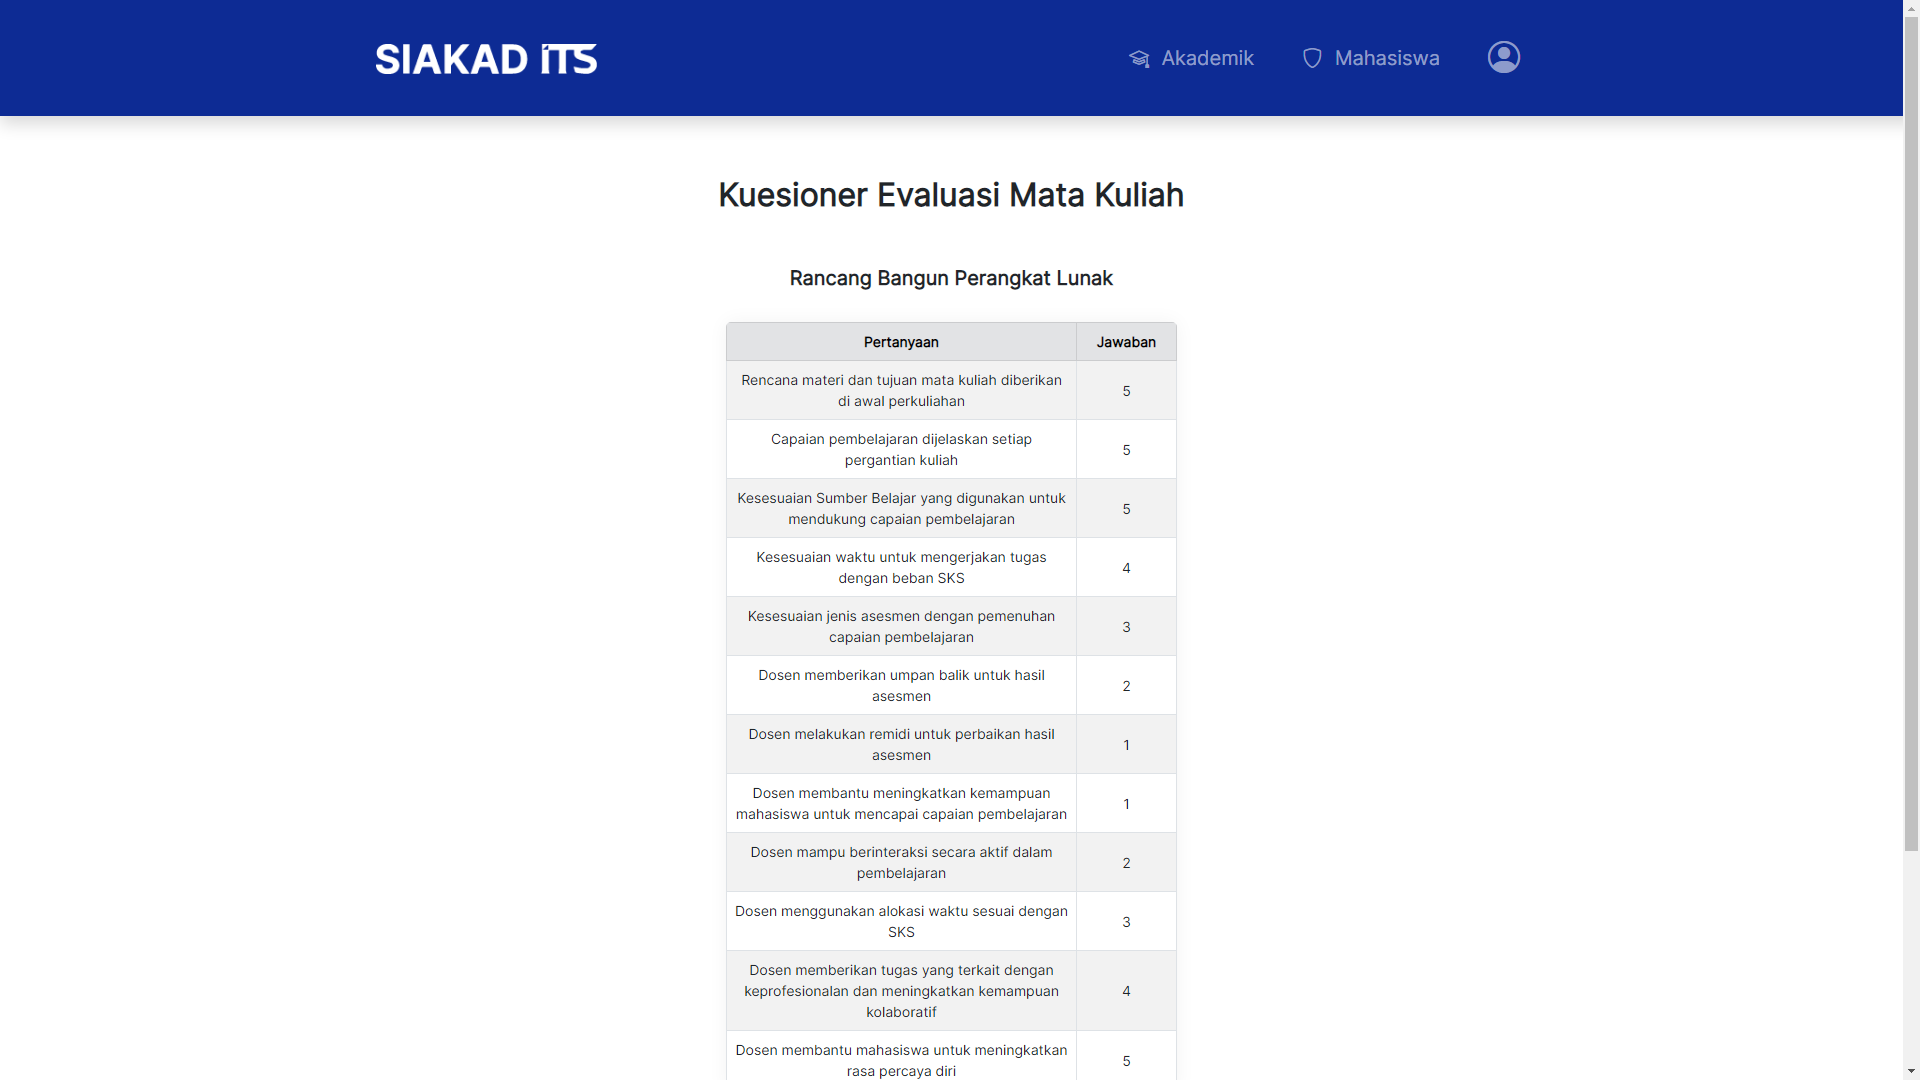 SIAKAD ITS
Akademik
Mahasiswa
Kuesioner Evaluasi Mata Kuliah
Rancang Bangun Perangkat Lunak
Pertanyaan Jawaban
Rencana materi dan tujuan mata kuliah diberikan
di awal perkuliahan
5
Capaian pembelajaran dijelaskan setiap
pergantian kuliah
5
Kesesuaian Sumber Belajar yang digunakan untuk
mendukung capaian pembelajaran
5
Kesesuaian waktu untuk mengerjakan tugas
dengan beban SKS
4
Kesesuaian jenis asesmen dengan pemenuhan
capaian pembelajaran
3
Dosen memberikan umpan balik untuk hasil
asesmen
2
Dosen melakukan remidi untuk perbaikan hasil
asesmen
1
Dosen membantu meningkatkan kemampuan
mahasiswa untuk mencapai capaian pembelajaran
1
Dosen mampu berinteraksi secara aktif dalam
pembelajaran
2
Dosen menggunakan alokasi waktu sesuai dengan
SKS
3
Dosen memberikan tugas yang terkait dengan
keprofesionalan dan meningkatkan kemampuan
kolaboratif
4
Dosen membantu mahasiswa untuk meningkatkan
rasa percaya diri
5